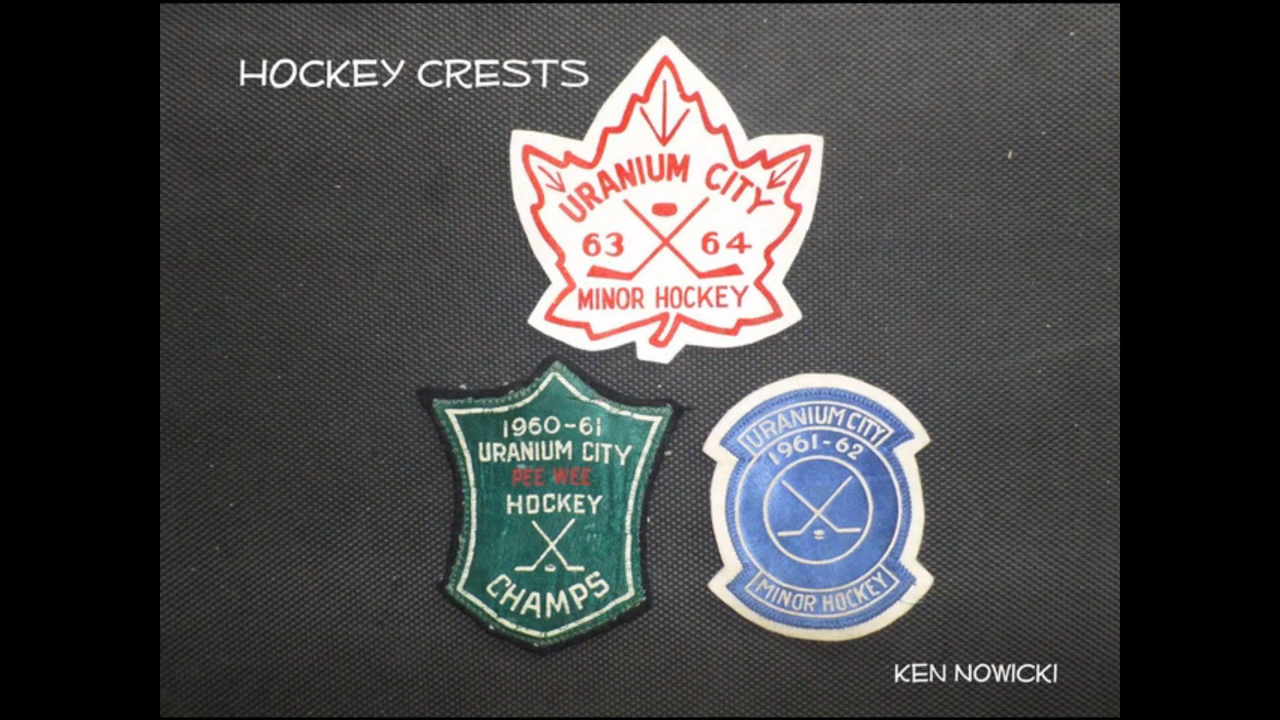 HOCKEY CRESTS
URANIUM CITY
63 64
MINOR HOCKEY
1960-61
URANIUM CITY
PEE WEE
HOCKEY
CHAMPS
URANIUM CITY
1961-62
MINOR HOCKEY
KEN NOWICKI